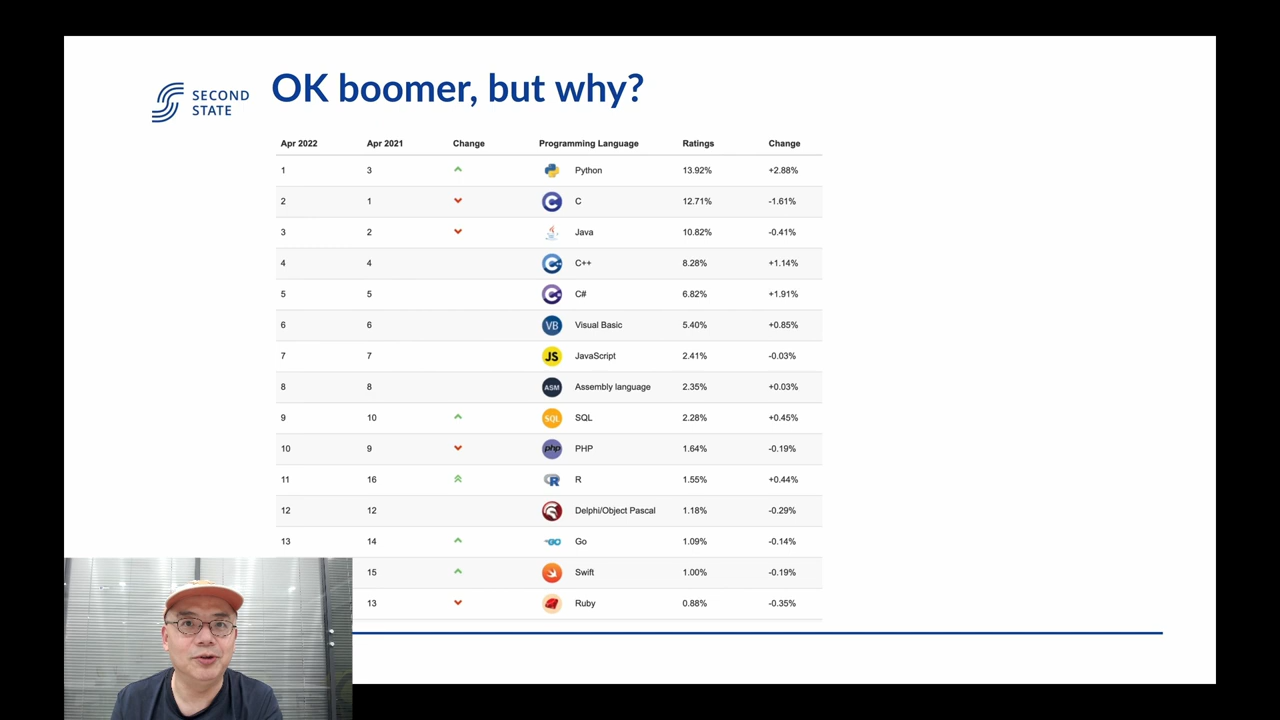 SECOND
STATE
OK boomer, but why?
Apr 2022 Apr 2021 Change Programming Language Ratings Change
1 3 Python 13.92% +2.88%
2 1 C C 12.71% -1.61%
3 2 Java 10.82% -0.41%
4 4 C C++ 8.28% +1.14%
5 5 C C# 6.82% +1.91%
6 6 VB Visual Basic 5.40% +0.85%
7 7 JS JavaScript 2.41% -0.03%
8 8 ASM Assembly language 2.35% +0.03%
9 10 SQL SQL 2.28% +0.45%
10 9 php PHP 1.64% -0.19%
11 16 R R 1.55% +0.44%
12 12 Delphi/Object Pascal 1.18% -0.29%
13 14 GO Go 1.09% -0.14%
15 Swift 1.00% -0.19%
13 Ruby 0.88% -0.35%